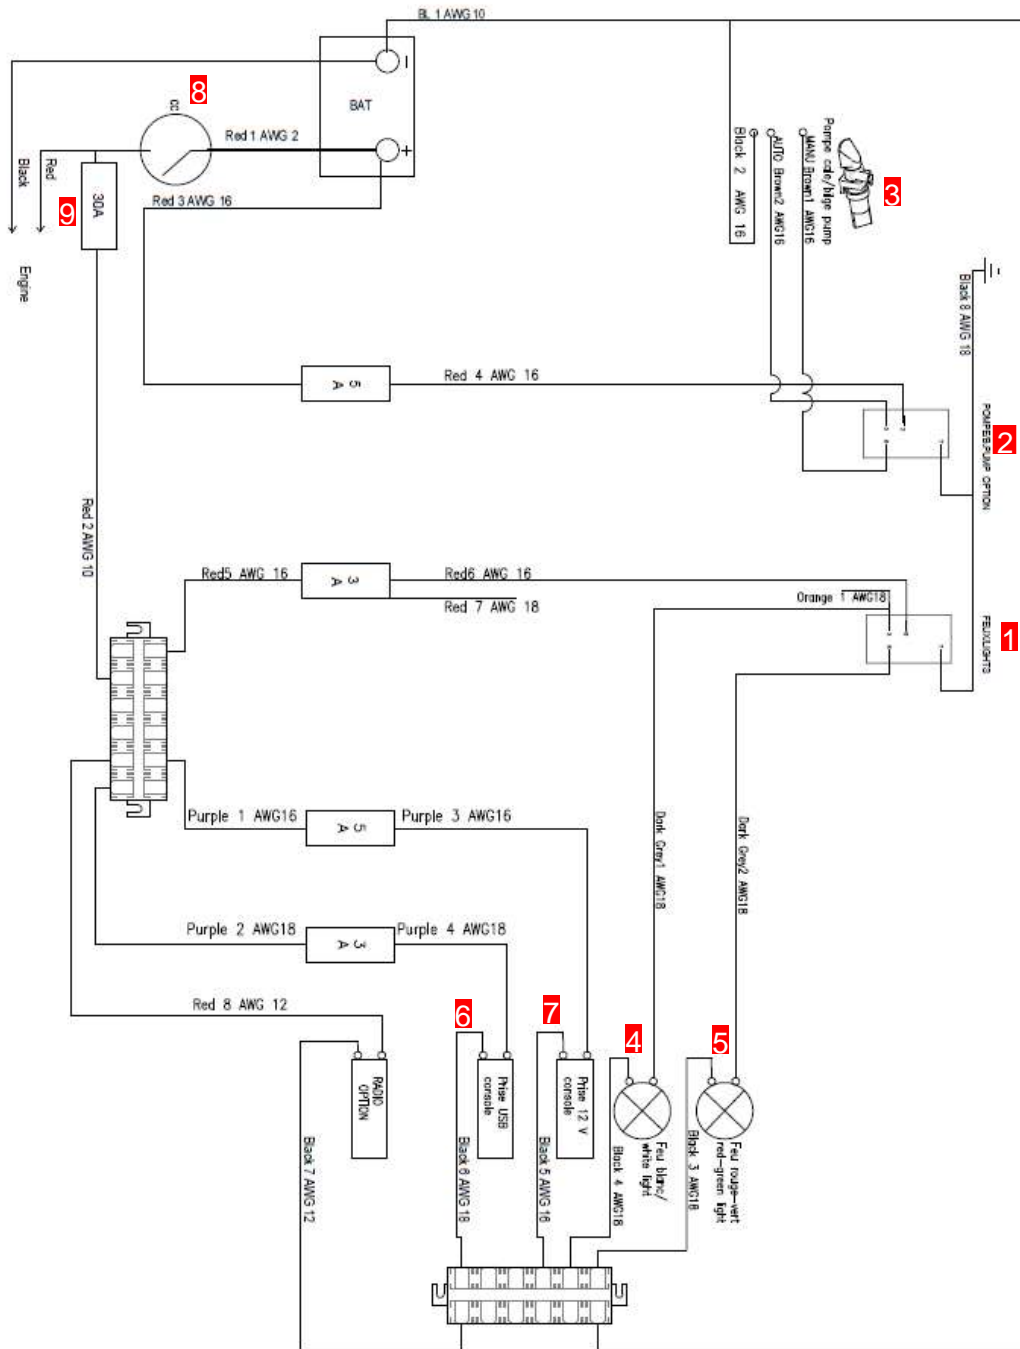 BL 1 AWG 10
8
CC
BAT
Red 1 AWG 2
Red 3 AWG 16
Red
Black
Engine
30A
9
Pompe cale/bilge pump
MANU Brown1 AWG16
AUTO Brown2 AWG16
Black 2 AWG 16
3
Black 8 AWG 18
5
A
Red 4 AWG 16
POMPE/B.PUMP OPTION
2
Red 2 AWG 10
Red5 AWG 16
3
A
Red6 AWG 16
Red 7 AWG 18
Orange 1 AWG18
FEUX/LIGHTS
1
Purple 1 AWG16
5
A
Purple 3 AWG16
Purple 2 AWG18
3
A
Purple 4 AWG18
Dark Grey1 AWG18
Dark Grey2 AWG18
Red 8 AWG 12
6
7
4
5
RADIO
OPTION
Prise USB
console
Prise 12 V
console
Feu blanc/
white light
Feu rouge-vert
red-green light
Black 7 AWG 12
Black 6 AWG 18
Black 5 AWG 16
Black 4 AWG18
Black 3 AWG18